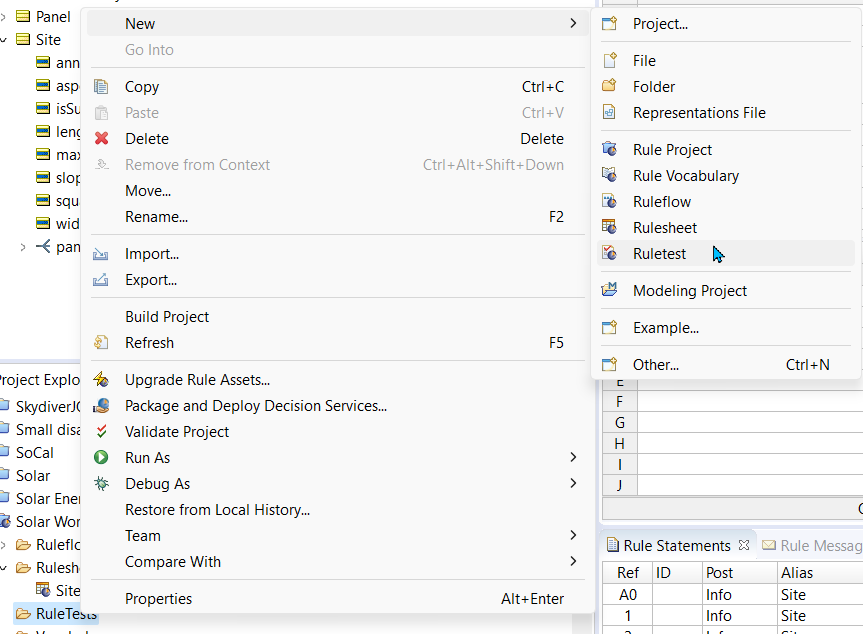 Panel
Site
New
Go Into
Copy Ctrl+C
Paste Ctrl+V
Delete Delete
Remove from Context Ctrl+Alt+Shift+Down
Move...
Rename... F2
Import...
Export...
Build Project
Refresh F5
Upgrade Rule Assets...
Package and Deploy Decision Services...
Validate Project
Run As
Debug As
Restore from Local History...
Team
Compare With
Properties Alt+Enter
Project...
File
Folder
Representations File
Rule Project
Rule Vocabulary
Ruleflow
Rulesheet
Ruletest
Modeling Project
Example...
Other... Ctrl+N
ann
asp
isSu
leng
max
slop
squ
wid
pan
roject Explo
SkydiverJ
Small disa
SoCal
Solar
Solar Ener
Solar Wor
Ruleflo
Rulesh
Site
RuleTests
E
F
G
H
I
J
Rule Statements
Rule Messag
Ref ID Post Alias
A0 Info Site
1 Info Site